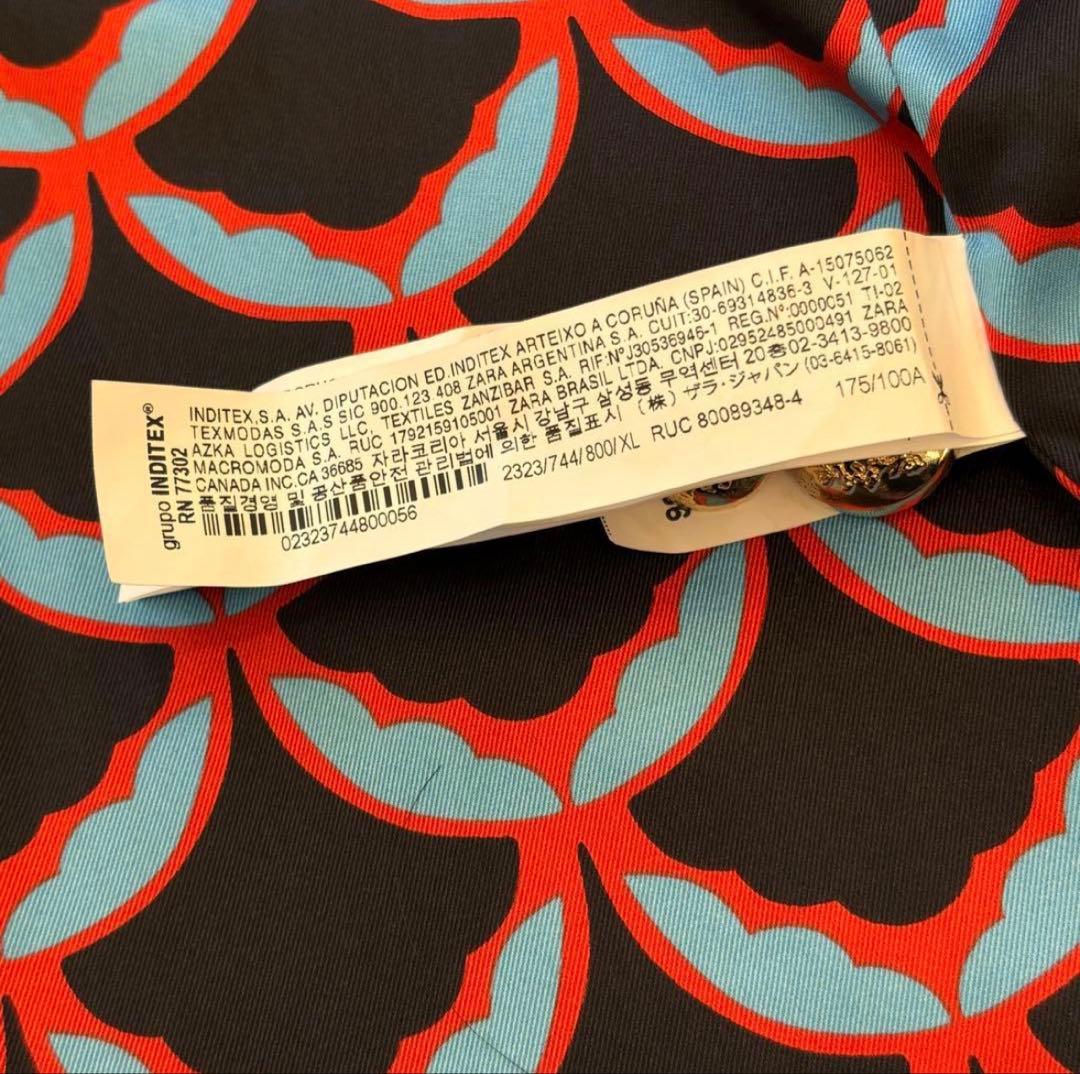 grupo INDITEX®
RN 77302
INDITEX,S.A. AV. DIPUTACION ED.INDITEX ARTEIXO A CORUÑA (SPAIN) C.I.F. A-15075062
TEXMODAS S.A.S SIC 900.123 408 ZARA ARGENTINA S.A. CUIT:30-69314836-3 V-127-01
AZKA LOGISTICS LLC, TEXTILES ZANZIBAR S.A. RIF:NºJ30536946-1 REG.Nº:0000C51 TI-02
MACROMODA S.A. RUC 1792159105001 ZARA BRASIL LTDA. CNPJ:02952485000491 ZARA
CANADA INC.CA36685 자라코리아 서울시 강남구 삼성동 무역센터 20층02-3413-9800
품질경영 및 공산품안전 관리법에 의한 품질표시 (株) ザラ・ジャパン (03-6415-8061)
2323/744/800/XL RUC 80089348-4 175/100A
02323744800056